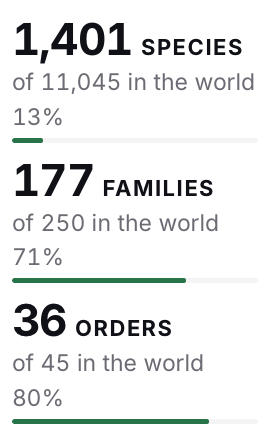 1,401 SPECIES
of 11,045 in the world
13%
177 FAMILIES
of 250 in the world
71%
36 ORDERS
of 45 in the world
80%